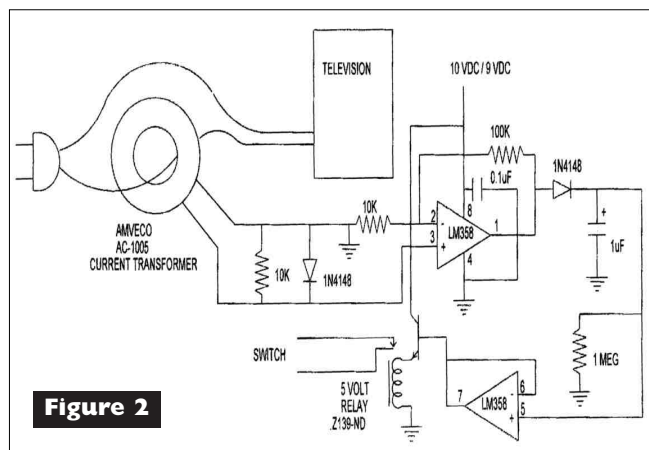 TELEVISION
10 VDC / 9 VDC
100K
0.1uF
1N4148
10K
2
-
8
LM358
1
3
+
4
+
1uF
AMVECO
AC-1005
CURRENT TRANSFORMER
10K
1N4148
SWITCH
5 VOLT
RELAY
Z139-ND
7
6
-
LM358
5
+
1 MEG
Figure 2